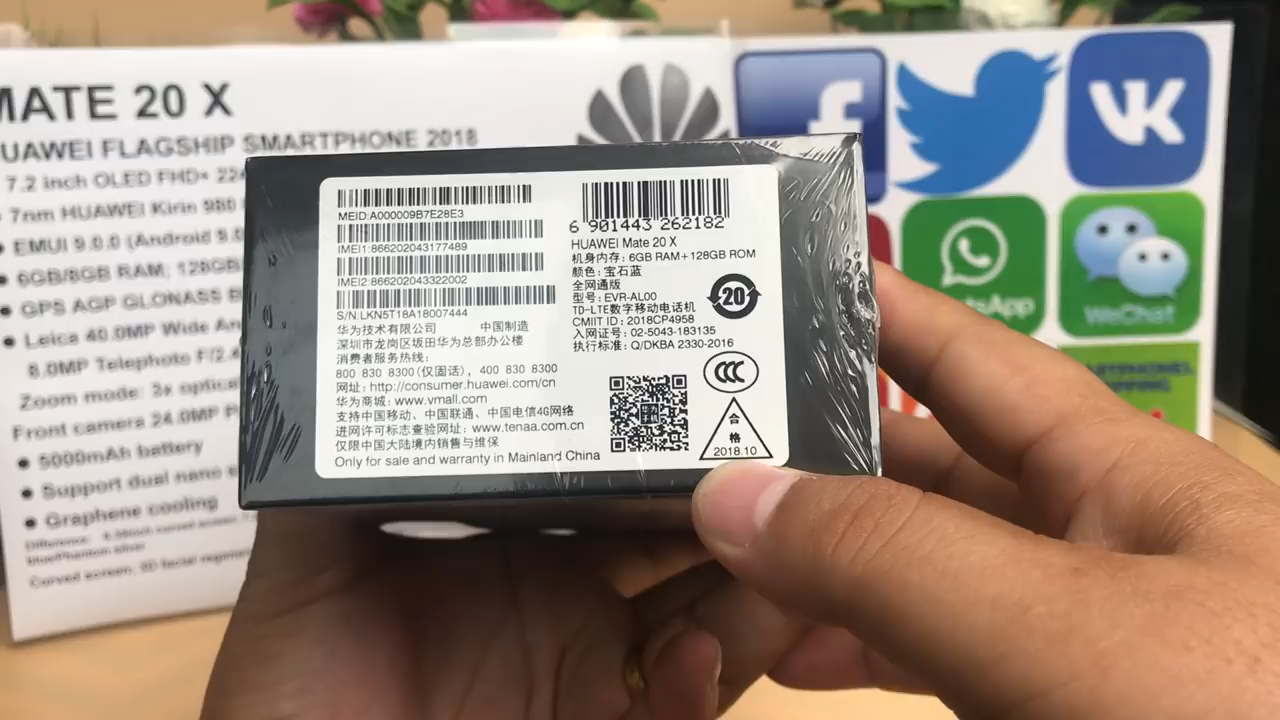 MATE 20 X
HUAWEI FLAGSHIP SMARTPHONE 2018
7.2 inch OLED FHD+
7nm HUAWEI Kirin 980
EMUI 9.0.0 (Android 9.0
6GB/8GB RAM; 128GB
GPS AGP GLONASS
Leica 40.0MP Wide
8.0MP Telephoto F/2.4
Zoom mode: 3x optical
Front camera 24.0MP
5000mAh battery
Support dual nano
Graphene cooling
MEID:A000009B7E28E3
IMEI1:866202043177489
IMEI2:866202043322002
S/N:LKN5T18A18007444
华为技术有限公司 中国制造
深圳市龙岗区坂田华为总部办公楼
消费者服务热线:
800 830 8300(仅固话), 400 830 8300
网址: http://consumer.huawei.com/cn
华为商城: www.vmall.com
支持中国移动、中国联通、中国电信4G网络
进网许可标志查验网址: www.tenaa.com.cn
仅限中国大陆境内销售与维保
Only for sale and warranty in Mainland China
6 901443 262182
HUAWEI Mate 20 X
机身内存: 6GB RAM+128GB ROM
颜色: 宝石蓝
全网通版
型号: EVR-AL00
TD-LTE数字移动电话机
CMIIT ID: 2018CP4958
入网证号: 02-5043-183135
执行标准: Q/DKBA 2330-2016
20
CCC
华为
手机
合
格
2018.10
f
VK
WhatsApp
WeChat